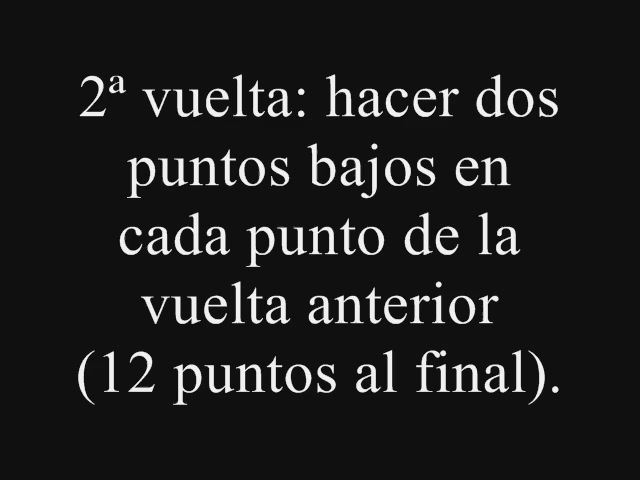 2ª vuelta: hacer dos
puntos bajos en
cada punto de la
vuelta anterior
(12 puntos al final).